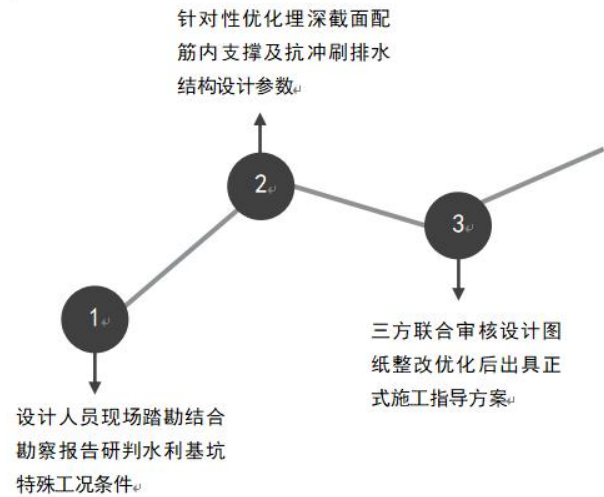 针对性优化埋深截面配
筋内支撑及抗冲刷排水
结构设计参数
2
3
1
三方联合审核设计图
纸整改优化后出具正
式施工指导方案
设计人员现场踏勘结合
勘察报告研判水利基坑
特殊工况条件